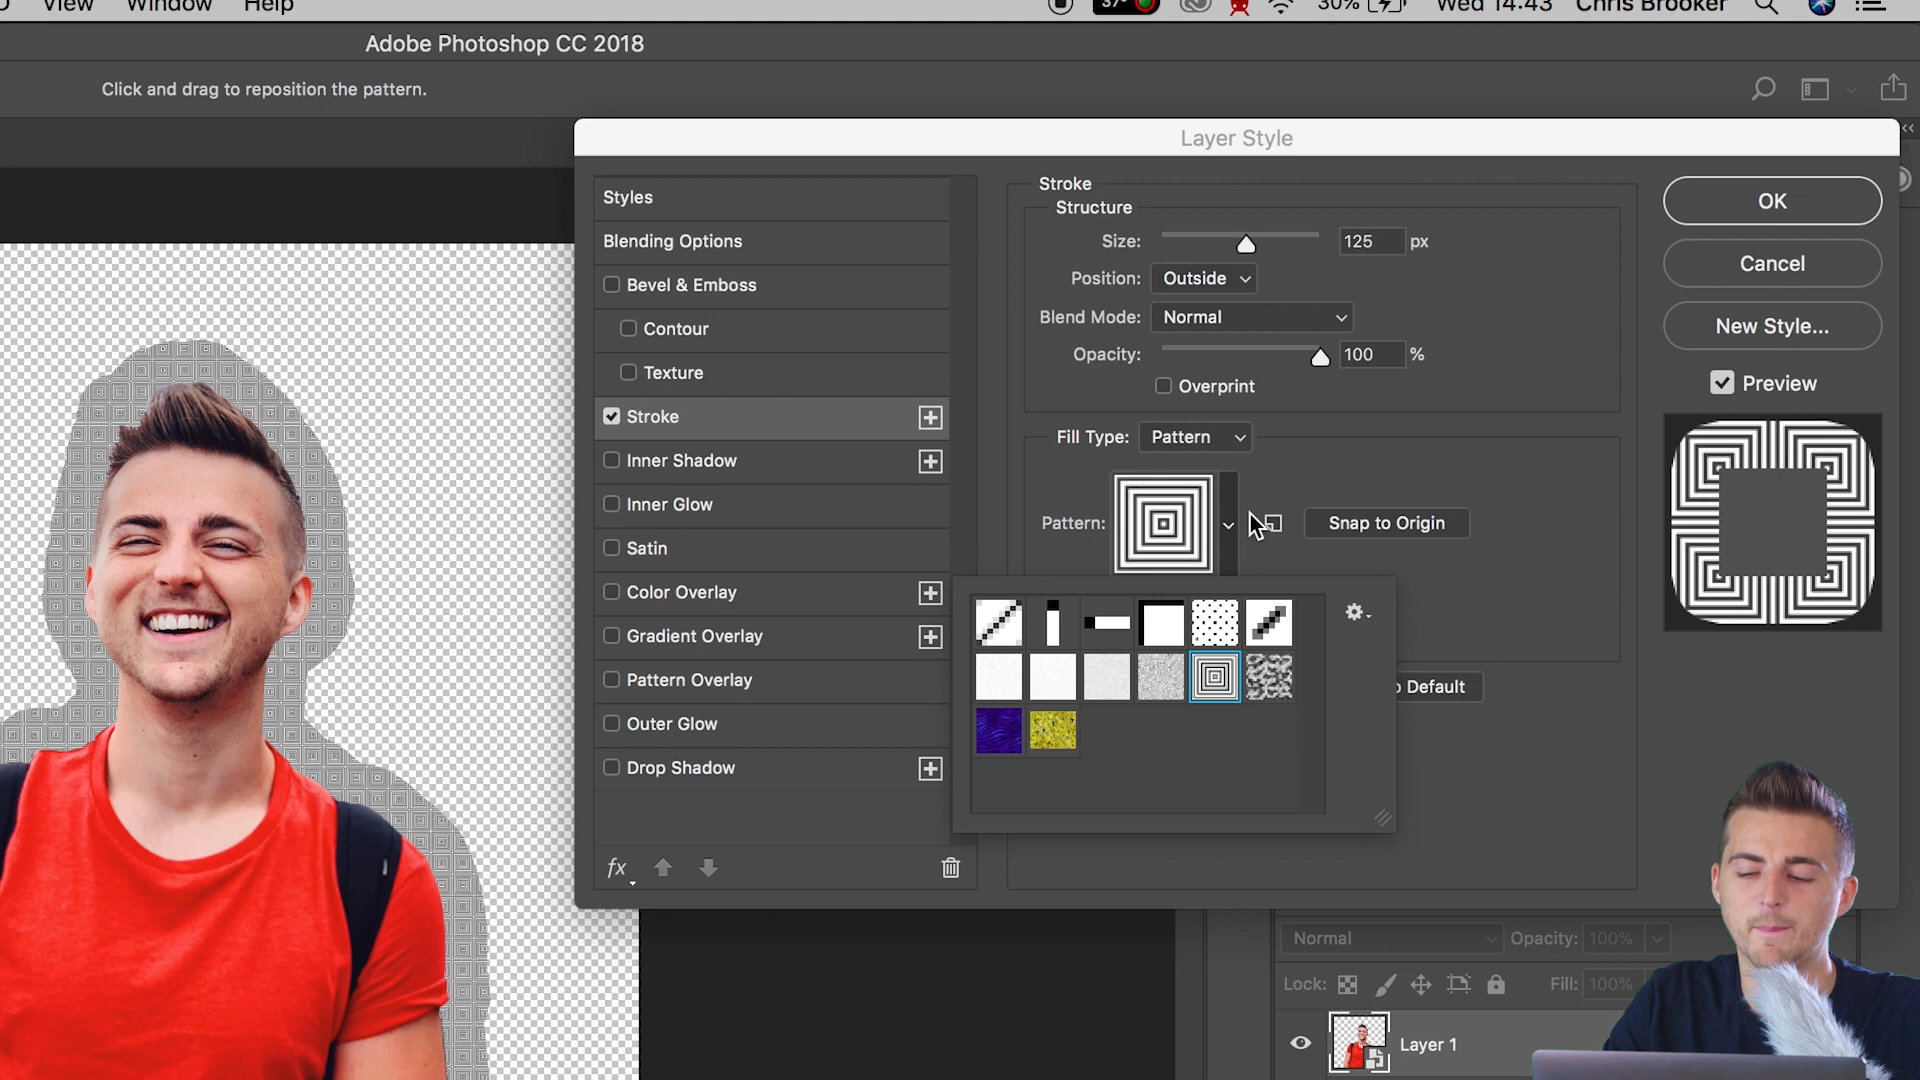 View Window Help
37°
30%
Wed 14:43 Chris Brooker
Adobe Photoshop CC 2018
Click and drag to reposition the pattern.
Layer Style
Styles
Blending Options
Bevel & Emboss
Contour
Texture
Stroke
Inner Shadow
Inner Glow
Satin
Color Overlay
Gradient Overlay
Pattern Overlay
Outer Glow
Drop Shadow
fx
Stroke
Structure
Size: 125 px
Position: Outside
Blend Mode: Normal
Opacity: 100 %
Overprint
Fill Type: Pattern
Pattern: Snap to Origin
Default
OK
Cancel
New Style...
Preview
Normal Opacity: 100%
Lock: Fill: 100%
Layer 1